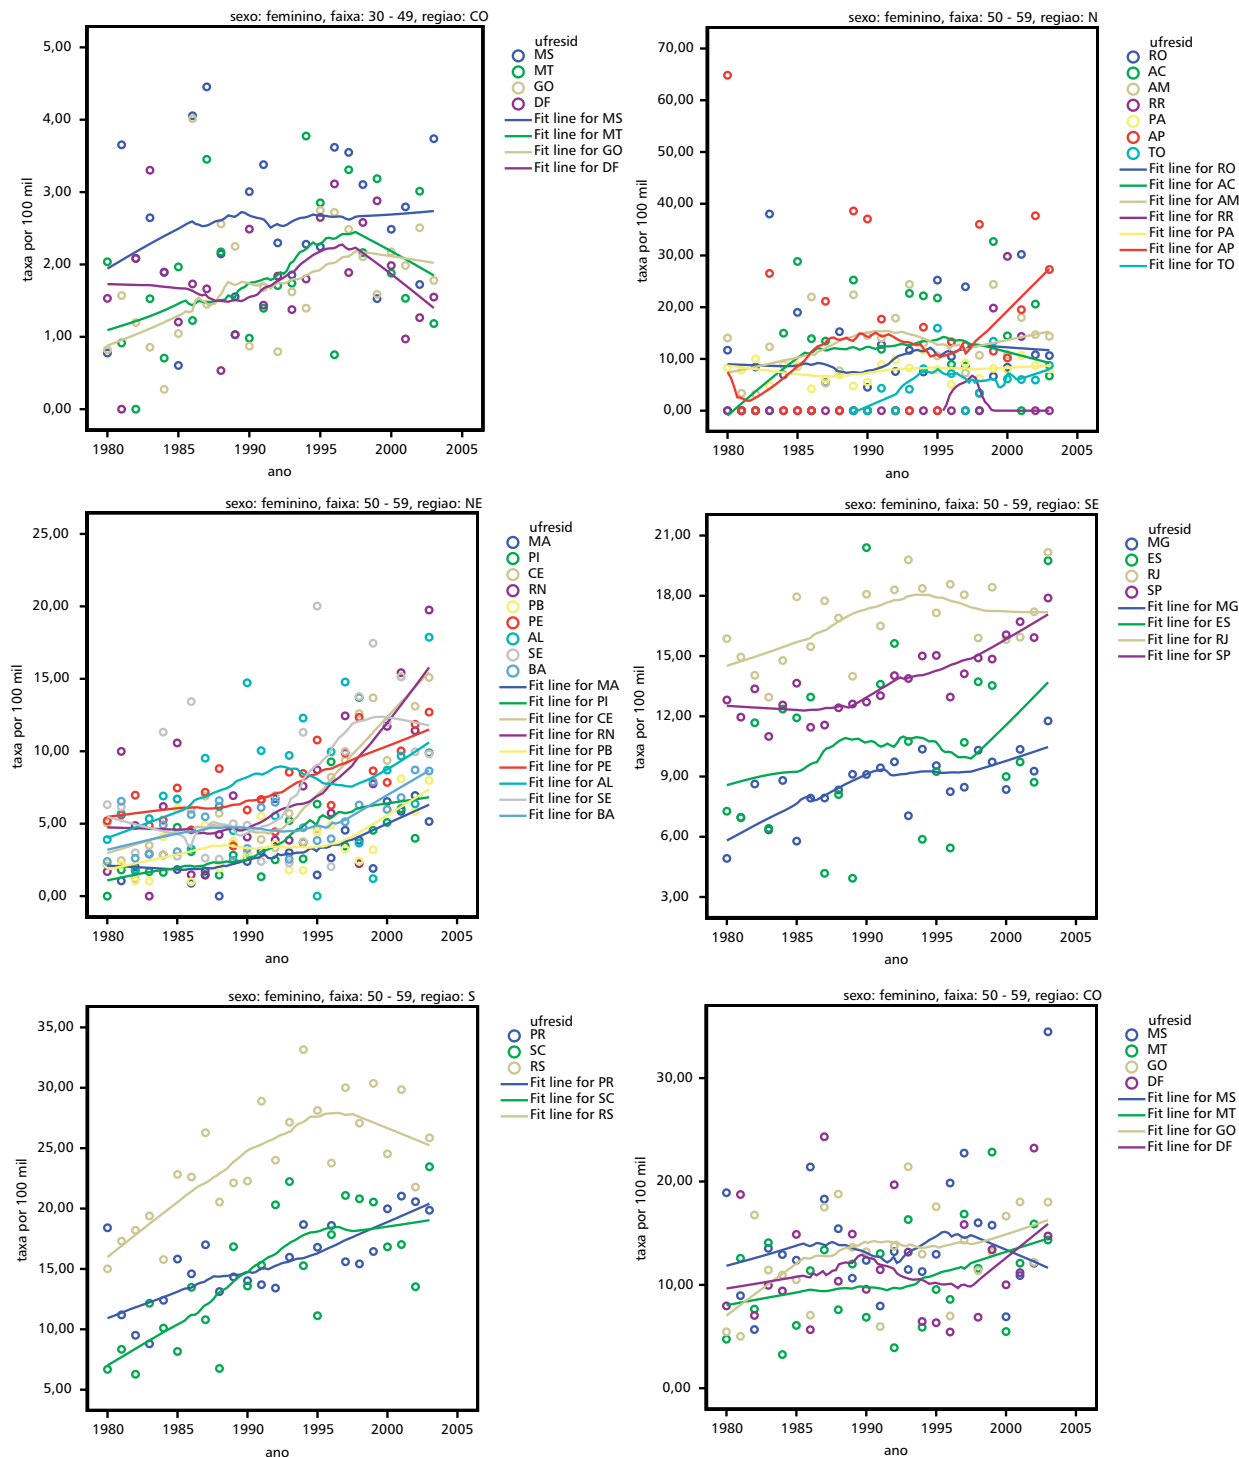 sexo: feminino, faixa: 30 - 49, regiao: CO
5,00
4,00
3,00
2,00
1,00
0,00
taxa por 100 mil
1980 1985 1990 1995 2000 2005
ano
ufresid
MS
MT
GO
DF
Fit line for MS
Fit line for MT
Fit line for GO
Fit line for DF
sexo: feminino, faixa: 50 - 59, regiao: N
70,00
60,00
50,00
40,00
30,00
20,00
10,00
0,00
taxa por 100 mil
1980 1985 1990 1995 2000 2005
ano
ufresid
RO
AC
AM
RR
PA
AP
TO
Fit line for RO
Fit line for AC
Fit line for AM
Fit line for RR
Fit line for PA
Fit line for AP
Fit line for TO
sexo: feminino, faixa: 50 - 59, regiao: NE
25,00
20,00
15,00
10,00
5,00
0,00
taxa por 100 mil
1980 1985 1990 1995 2000 2005
ano
ufresid
MA
PI
CE
RN
PB
PE
AL
SE
BA
Fit line for MA
Fit line for PI
Fit line for CE
Fit line for RN
Fit line for PB
Fit line for PE
Fit line for AL
Fit line for SE
Fit line for BA
sexo: feminino, faixa: 50 - 59, regiao: SE
21,00
18,00
15,00
12,00
9,00
6,00
3,00
taxa por 100 mil
1980 1985 1990 1995 2000 2005
ano
ufresid
MG
ES
RJ
SP
Fit line for MG
Fit line for ES
Fit line for RJ
Fit line for SP
sexo: feminino, faixa: 50 - 59, regiao: S
35,00
30,00
25,00
20,00
15,00
10,00
5,00
taxa por 100 mil
1980 1985 1990 1995 2000 2005
ano
ufresid
PR
SC
RS
Fit line for PR
Fit line for SC
Fit line for RS
sexo: feminino, faixa: 50 - 59, regiao: CO
30,00
20,00
10,00
0,00
taxa por 100 mil
1980 1985 1990 1995 2000 2005
ano
ufresid
MS
MT
GO
DF
Fit line for MS
Fit line for MT
Fit line for GO
Fit line for DF